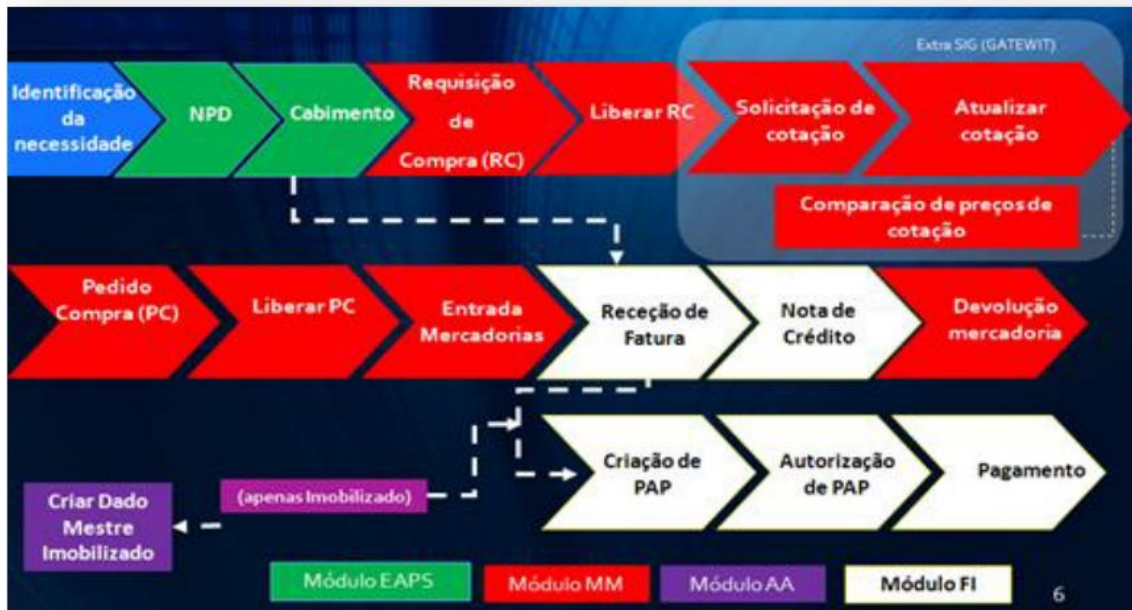 Extra SIG (GATEWIT)
Identificação
da
necessidade
NPD
Cabimento
Requisição
de
Compra (RC)
Liberar RC
Solicitação de
cotação
Atualizar
cotação
Comparação de preços de
cotação
Pedido
Compra (PC)
Liberar PC
Entrada
Mercadorias
Receção de
Fatura
Nota de
Crédito
Devolução
mercadoria
Criação de
PAP
Autorização
de PAP
Pagamento
(apenas Imobilizado)
Criar Dado
Mestre
Imobilizado
Módulo EAPS
Módulo MM
Módulo AA
Módulo FI
6